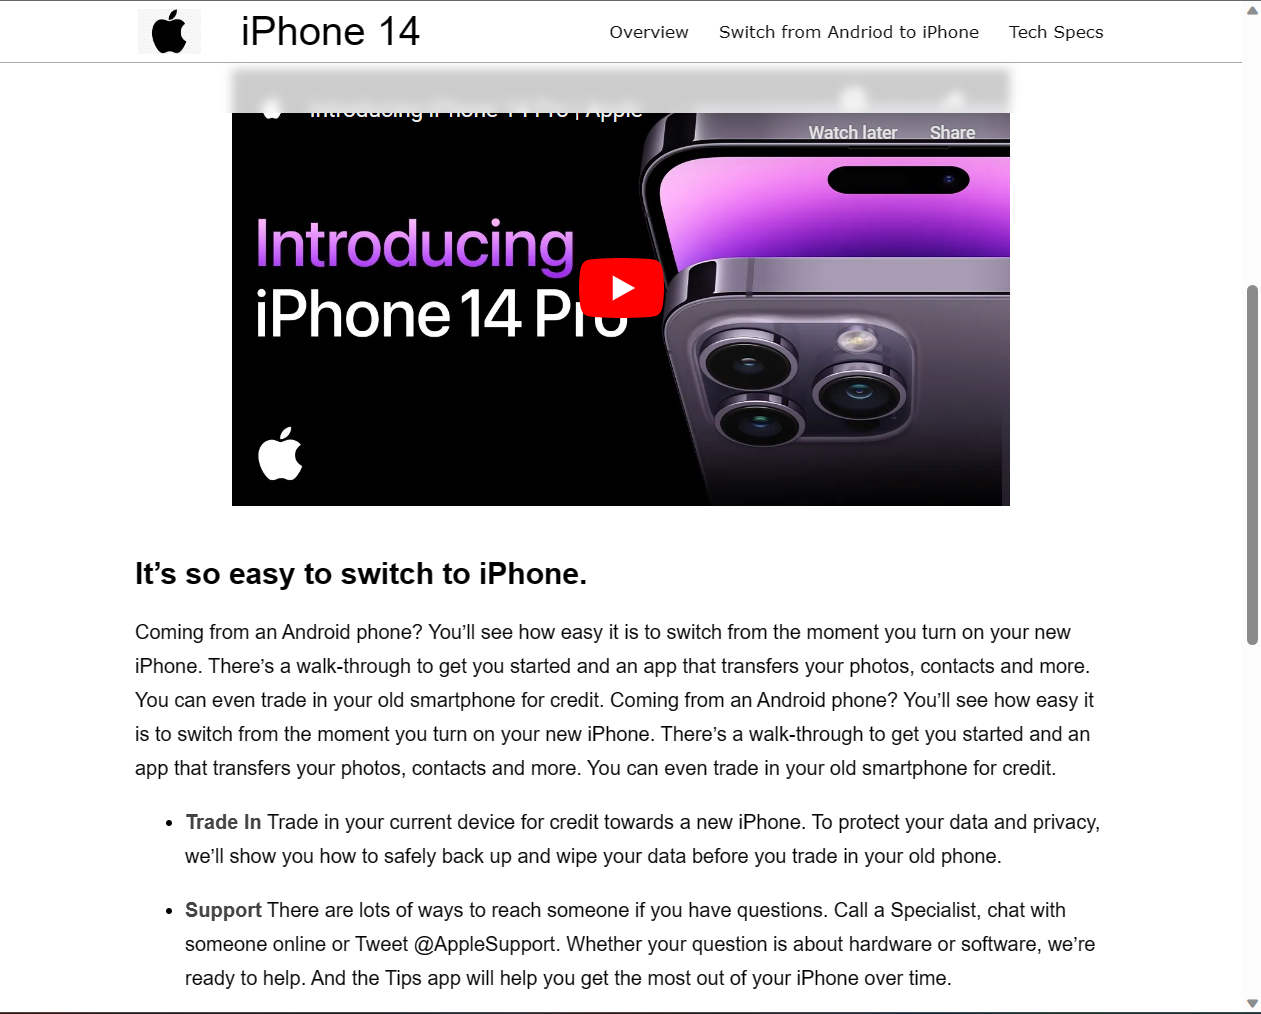 iPhone 14
Overview
Switch from Andriod to iPhone
Tech Specs
Introducing iPhone 14 Pro | Apple
Watch later
Share
Introducing
iPhone 14 Pro
It’s so easy to switch to iPhone.
Coming from an Android phone? You’ll see how easy it is to switch from the moment you turn on your new
iPhone. There’s a walk-through to get you started and an app that transfers your photos, contacts and more.
You can even trade in your old smartphone for credit. Coming from an Android phone? You’ll see how easy it
is to switch from the moment you turn on your new iPhone. There’s a walk-through to get you started and an
app that transfers your photos, contacts and more. You can even trade in your old smartphone for credit.
• Trade In Trade in your current device for credit towards a new iPhone. To protect your data and privacy,
we’ll show you how to safely back up and wipe your data before you trade in your old phone.
• Support There are lots of ways to reach someone if you have questions. Call a Specialist, chat with
someone online or Tweet @AppleSupport. Whether your question is about hardware or software, we’re
ready to help. And the Tips app will help you get the most out of your iPhone over time.